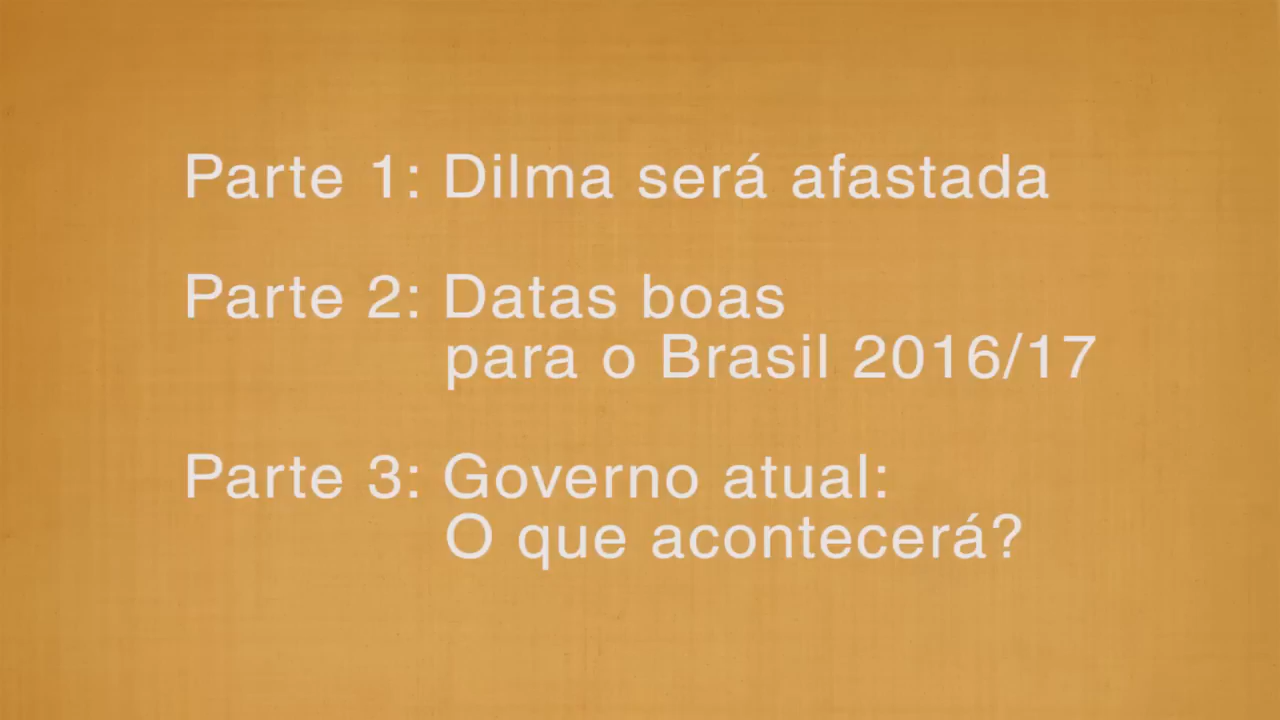 Parte 1: Dilma será afastada
Parte 2: Datas boas
para o Brasil 2016/17
Parte 3: Governo atual:
O que acontecerá?